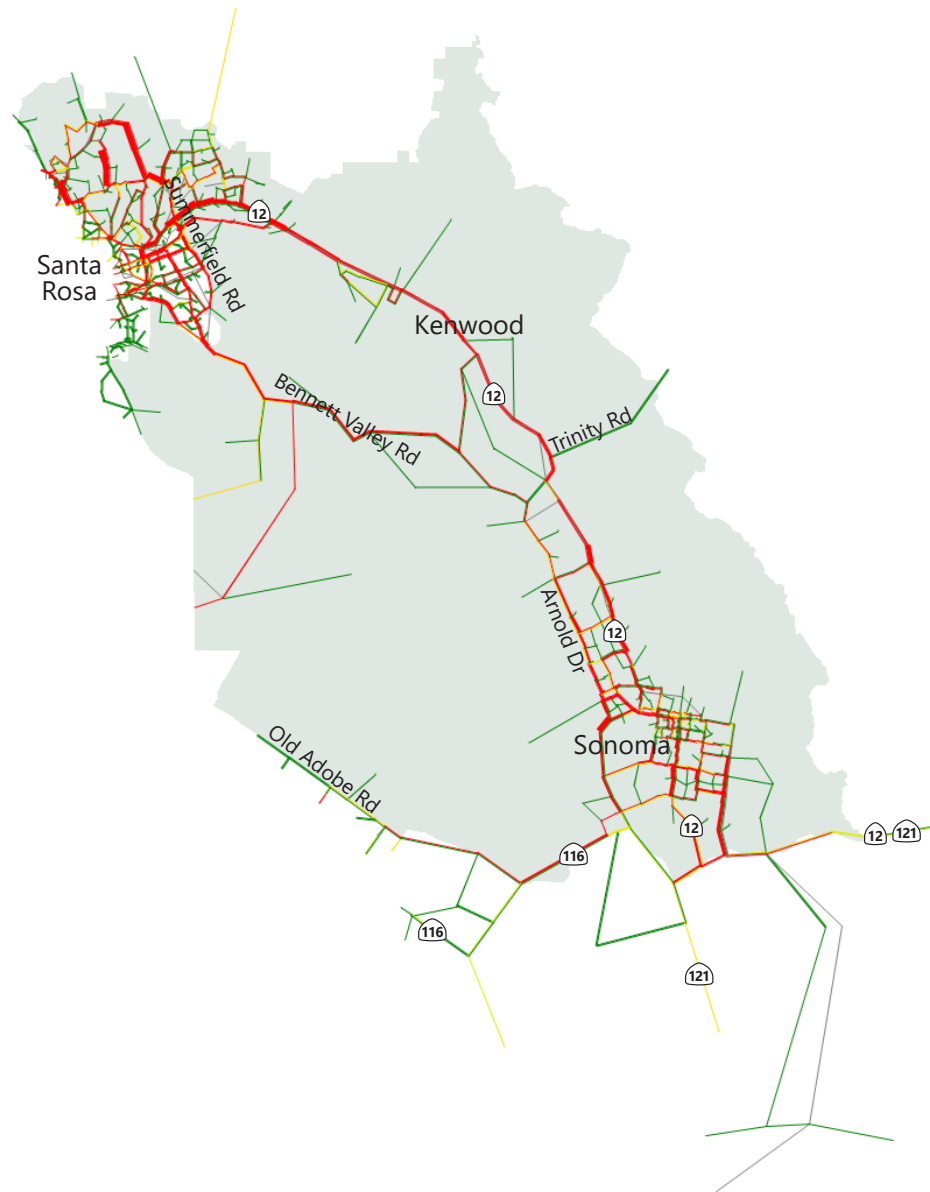 12
Summerfield Rd
Santa
Rosa
Kenwood
12
Bennett Valley Rd
Trinity Rd
Arnold Dr
12
Sonoma
Old Adobe Rd
12
12
121
116
116
121